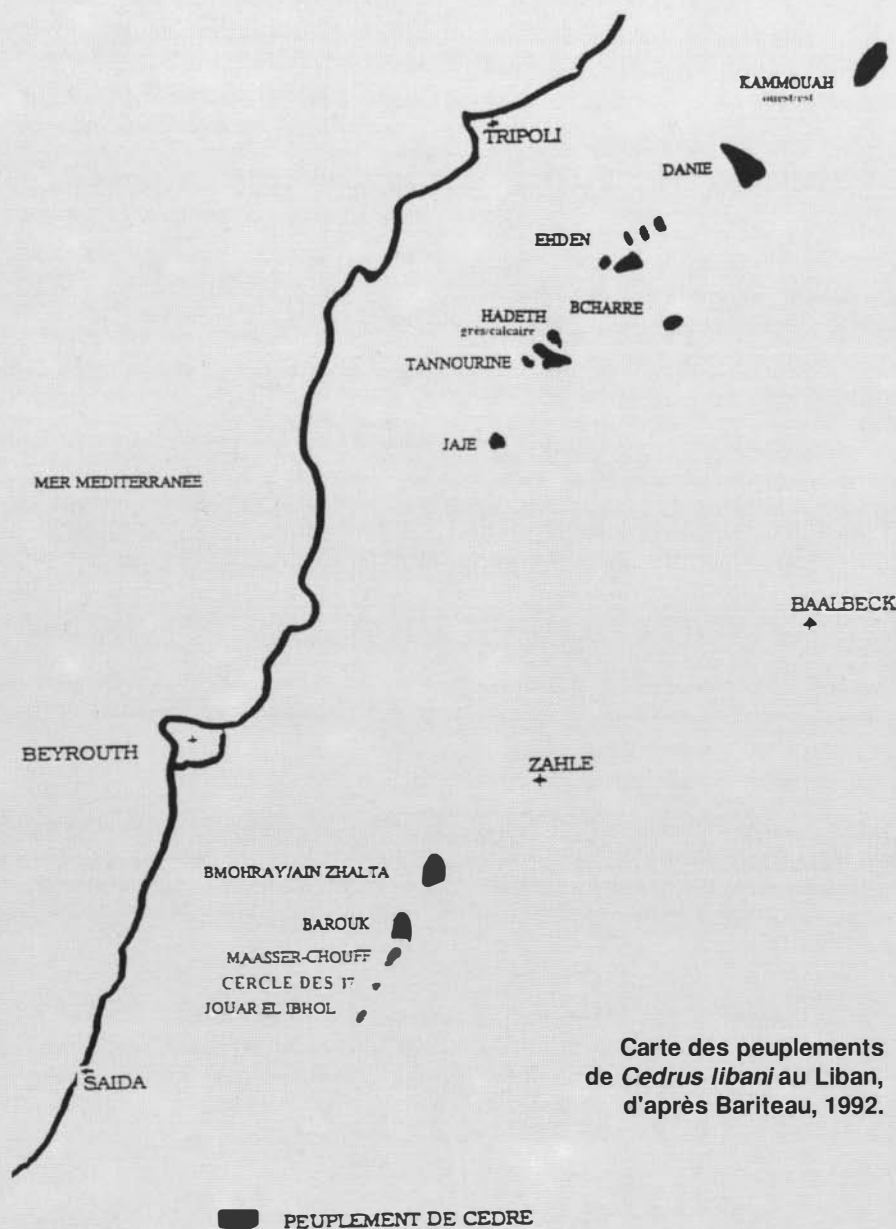 KAMMOUAH
ouest/est
TRIPOLI
DANIE
EHDEN
BCHARRE
HADETH
grès/calcaire
TANNOURINE
JAJE
MER MEDITERRANEE
BAALBECK
BEYROUTH
ZAHLE
BMOHRAY/AIN ZHALTA
BAROUK
MAASSER-CHOUFF
CERCLE DES 17
JOUAR EL IBHOL
SAIDA
Carte des peuplements
de Cedrus libani au Liban,
d'après Bariteau, 1992.
PEUPLEMENT DE CEDRE